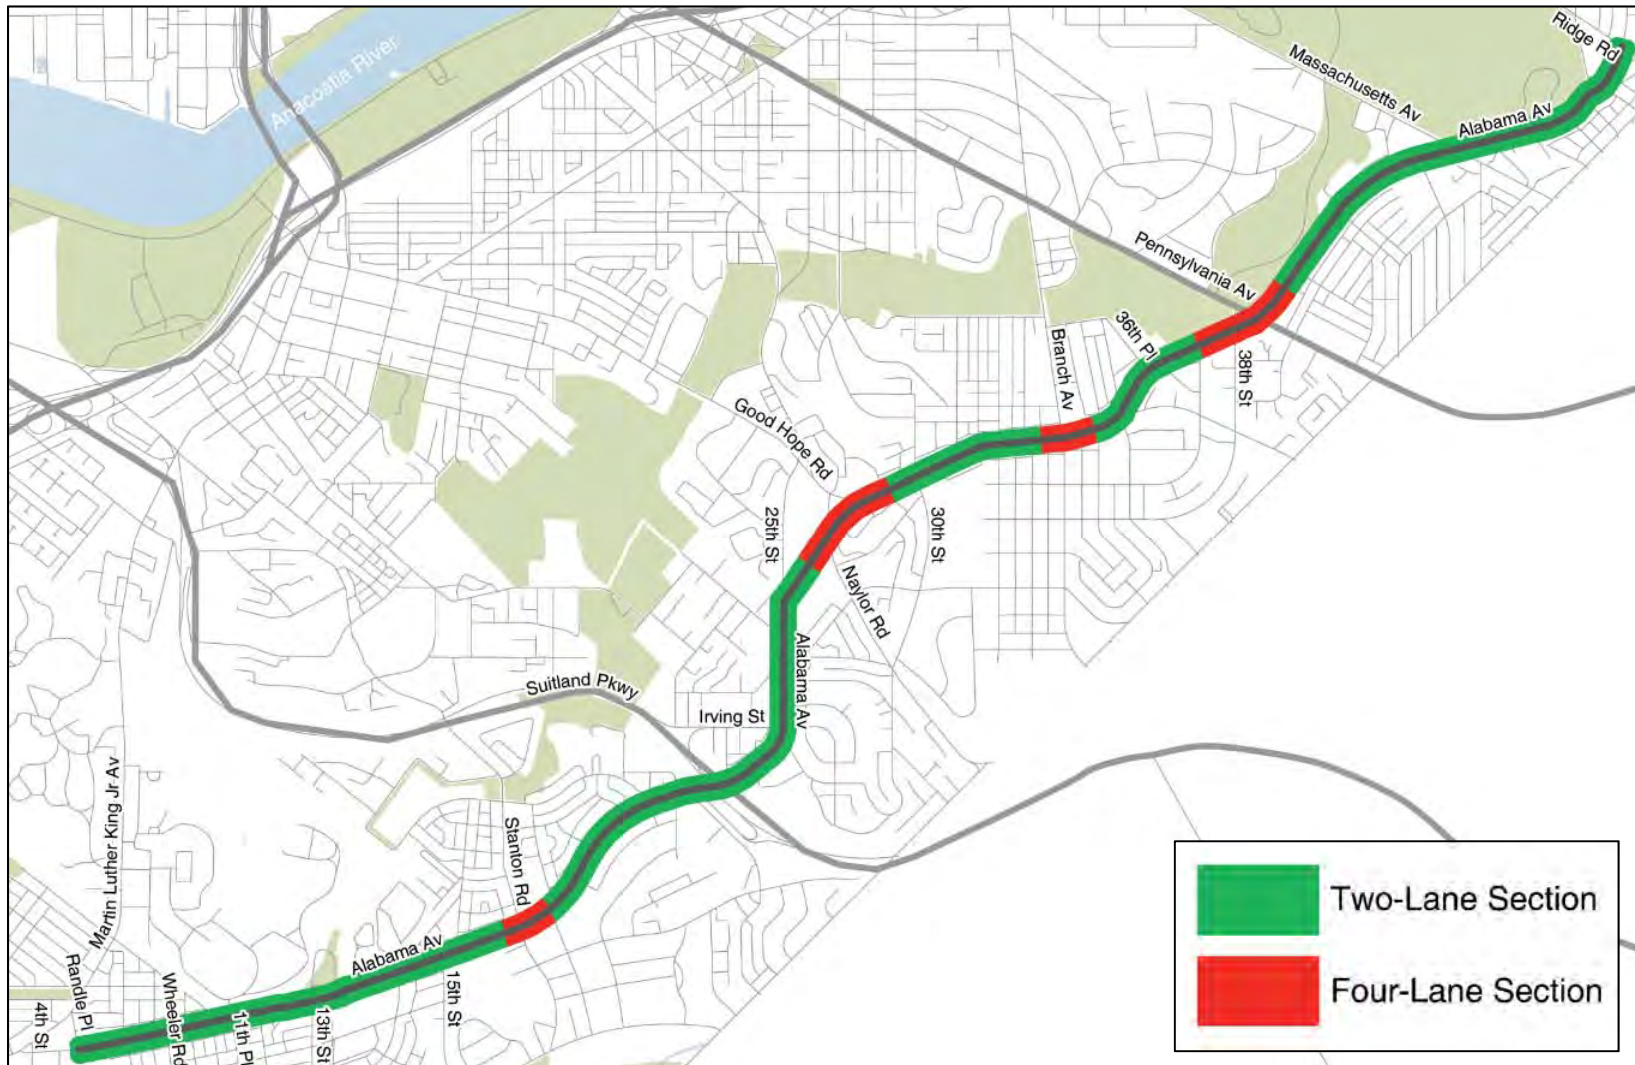 Ridge Rd
Massachusetts Av
Anacostia River
Alabama Av
Pennsylvania Av
36th Pl
Branch Av
38th St
Good Hope Rd
25th St
30th St
Naylor Rd
Alabama Av
Suitland Pkwy
Irving St
Martin Luther King Jr Av
Stanton Rd
Two-Lane Section
Alabama Av
Randle Pl
Wheeler Rd
15th St
Four-Lane Section
4th St
11th Pl
13th St